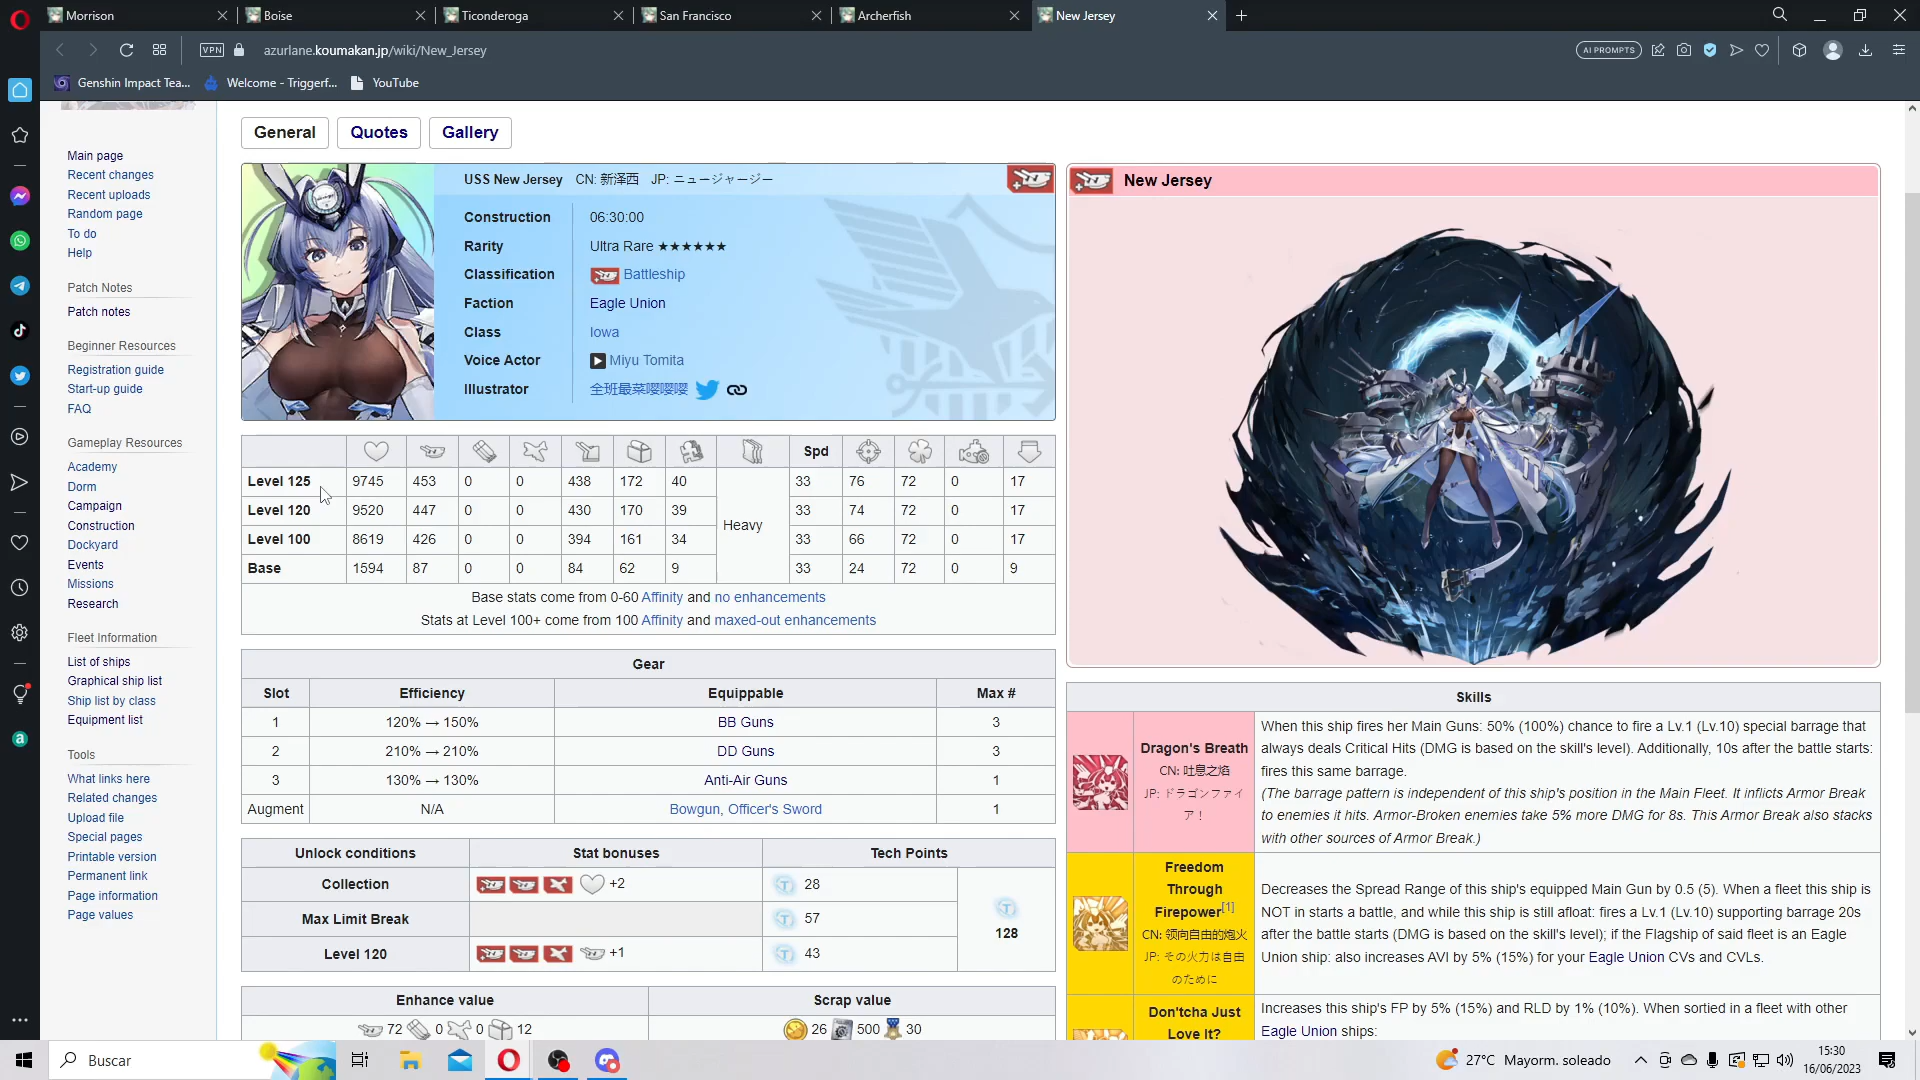 Morrison
Boise
Ticonderoga
San Francisco
Archerfish
New Jersey
VPN
azurlane.koumakan.jp/wiki/New_Jersey
AI PROMPTS
Genshin Impact Tea...
Welcome - Triggerf...
YouTube
Main page
Recent changes
Recent uploads
Random page
To do
Help
Patch Notes
Patch notes
Beginner Resources
Registration guide
Start-up guide
FAQ
Gameplay Resources
Academy
Dorm
Campaign
Construction
Dockyard
Events
Missions
Research
Fleet Information
List of ships
Graphical ship list
Ship list by class
Equipment list
Tools
What links here
Related changes
Upload file
Special pages
Printable version
Permanent link
Page information
Page values
General Quotes Gallery
USS New Jersey CN: 新泽西 JP: ニュージャージー
Construction 06:30:00
Rarity Ultra Rare ★★★★★★
Classification Battleship
Faction Eagle Union
Class Iowa
Voice Actor Miyu Tomita
Illustrator 全班最菜嘤嘤嘤
Spd
Level 125 9745 453 0 0 438 172 40 33 76 72 0 17
Level 120 9520 447 0 0 430 170 39 33 74 72 0 17
Heavy
Level 100 8619 426 0 0 394 161 34 33 66 72 0 17
Base 1594 87 0 0 84 62 9 33 24 72 0 9
Base stats come from 0-60 Affinity and no enhancements
Stats at Level 100+ come from 100 Affinity and maxed-out enhancements
Gear
Slot Efficiency Equippable Max #
1 120% → 150% BB Guns 3
2 210% → 210% DD Guns 3
3 130% → 130% Anti-Air Guns 1
Augment N/A Bowgun, Officer's Sword 1
Unlock conditions Stat bonuses Tech Points
Collection +2 28
Max Limit Break 57
128
Level 120 +1 43
Enhance value Scrap value
72 0 0 12 26 500 30
New Jersey
Skills
Dragon's Breath
CN: 吐息之焰
JP: ドラゴンファイ
ア！
When this ship fires her Main Guns: 50% (100%) chance to fire a Lv.1 (Lv.10) special barrage that
always deals Critical Hits (DMG is based on the skill's level). Additionally, 10s after the battle starts:
fires this same barrage.
(The barrage pattern is independent of this ship's position in the Main Fleet. It inflicts Armor Break
to enemies it hits. Armor-Broken enemies take 5% more DMG for 8s. This Armor Break also stacks
with other sources of Armor Break.)
Freedom
Through
Firepower[1]
CN: 领向自由的炮火
JP: その火力は自由
のために
Decreases the Spread Range of this ship's equipped Main Gun by 0.5 (5). When a fleet this ship is
NOT in starts a battle, and while this ship is still afloat: fires a Lv.1 (Lv.10) supporting barrage 20s
after the battle starts (DMG is based on the skill's level); if the Flagship of said fleet is an Eagle
Union ship: also increases AVI by 5% (15%) for your Eagle Union CVs and CVLs.
Don'tcha Just
Love It?
Increases this ship's FP by 5% (15%) and RLD by 1% (10%). When sortied in a fleet with other
Eagle Union ships:
Buscar
27°C Mayorm. soleado
15:30
16/06/2023